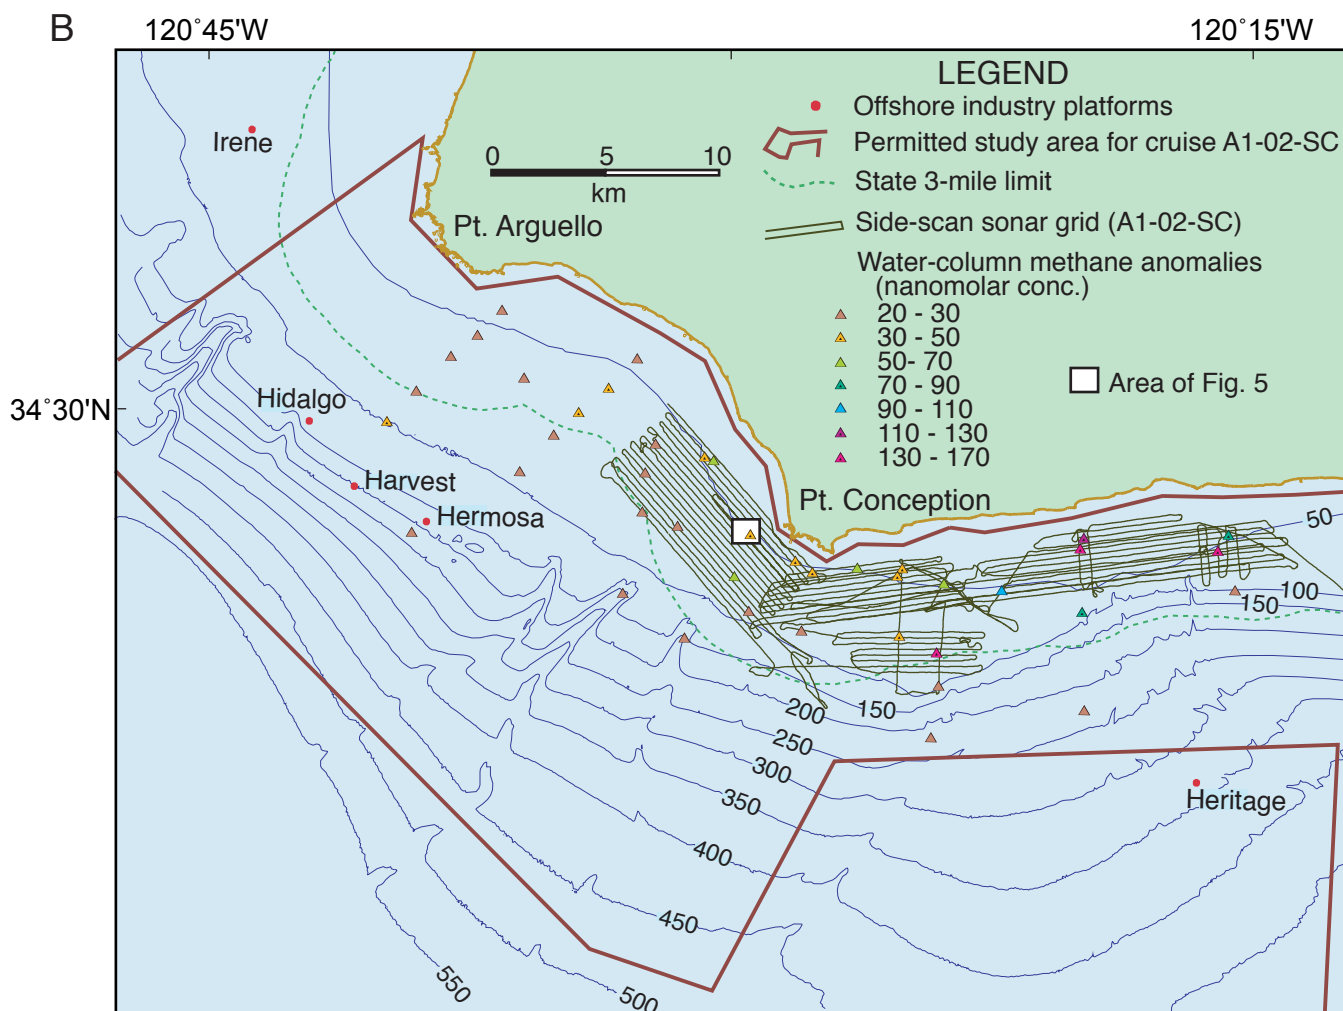 B
120˚45'W
120˚15'W
LEGEND
Offshore industry platforms
Permitted study area for cruise A1-02-SC
State 3-mile limit
Side-scan sonar grid (A1-02-SC)
Water-column methane anomalies
(nanomolar conc.)
20 - 30
30 - 50
50- 70
70 - 90
90 - 110
110 - 130
130 - 170
Area of Fig. 5
Irene
0 5 10
km
Pt. Arguello
Hidalgo
34˚30'N
Harvest
Hermosa
Pt. Conception
50
100
150
200
150
250
300
350
400
450
500
550
Heritage